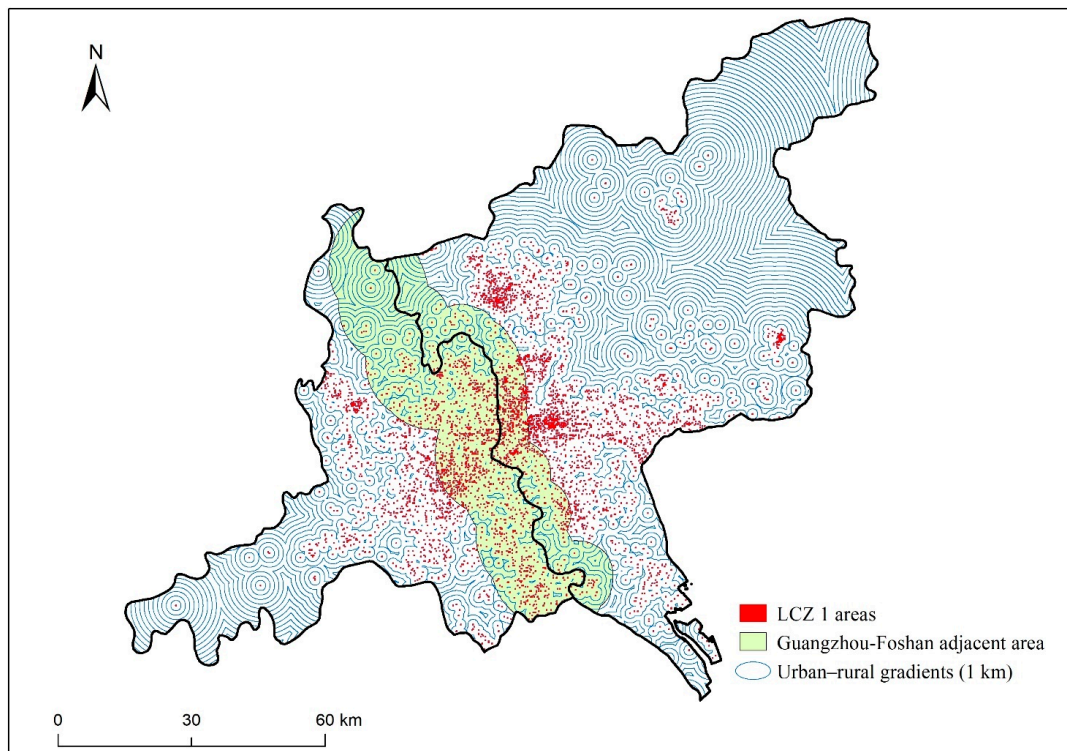 N
LCZ 1 areas
Guangzhou-Foshan adjacent area
Urban–rural gradients (1 km)
0 30 60 km